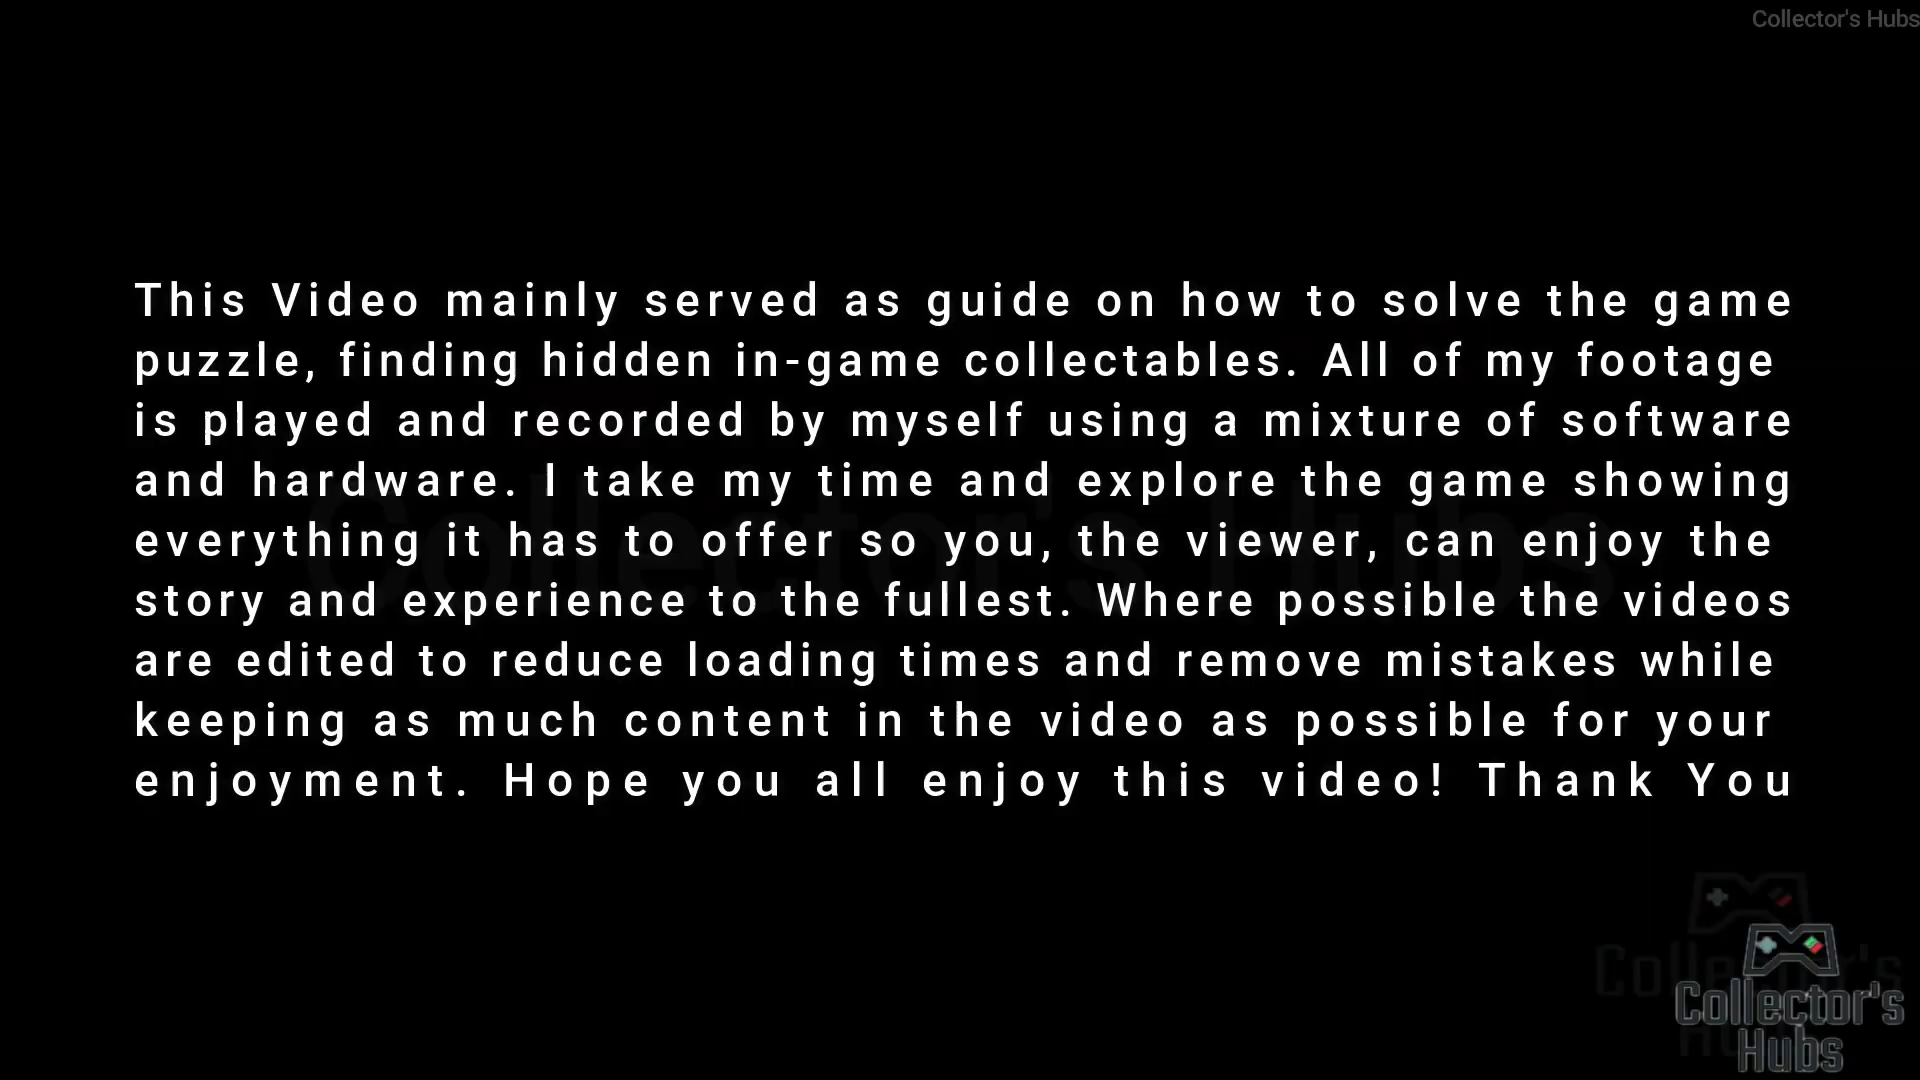 Collector's Hubs
This Video mainly served as guide on how to solve the game
puzzle, finding hidden in-game collectables. All of my footage
is played and recorded by myself using a mixture of software
and hardware. I take my time and explore the game showing
everything it has to offer so you, the viewer, can enjoy the
story and experience to the fullest. Where possible the videos
are edited to reduce loading times and remove mistakes while
keeping as much content in the video as possible for your
enjoyment. Hope you all enjoy this video! Thank You
Collector's Hubs
Collector's
Hubs